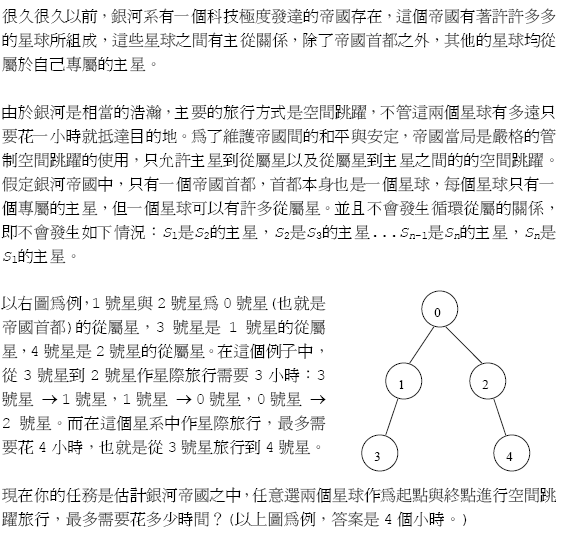 很久很久以前，銀河系有一個科技極度發達的帝國存在，這個帝國有著許許多多
的星球所組成，這些星球之間有主從關係，除了帝國首都之外，其他的星球均從
屬於自己專屬的主星。
由於銀河是相當的浩瀚，主要的旅行方式是空間跳躍，不管這兩個星球有多遠只
要花一小時就抵達目的地。為了維護帝國間的和平與安定，帝國當局是嚴格的管
制空間跳躍的使用，只允許主星到從屬星以及從屬星到主星之間的的空間跳躍。
假定銀河帝國中，只有一個帝國首都，首都本身也是一個星球，每個星球只有一
個專屬的主星，但一個星球可以有許多從屬星。並且不會發生循環從屬的關係，
即不會發生如下情況：S1是S2的主星，S2是S3的主星...Sn-1是Sn的主星，Sn是
S1的主星。
以右圖為例，1 號星與 2 號星為 0 號星(也就是
帝國首都)的從屬星，3 號星是 1 號星的從屬
星，4 號星是 2 號星的從屬星。在這個例子中，
從 3 號星到 2 號星作星際旅行需要 3 小時：3
號星 →1 號星，1 號星 →0 號星，0 號星 →
2 號星。而在這個星系中作星際旅行，最多需
要花 4 小時，也就是從 3 號星旅行到 4 號星。
0
1
2
3
4
現在你的任務是估計銀河帝國之中，任意選兩個星球作為起點與終點進行空間跳
躍旅行，最多需要花多少時間？(以上圖為例，答案是 4 個小時。)